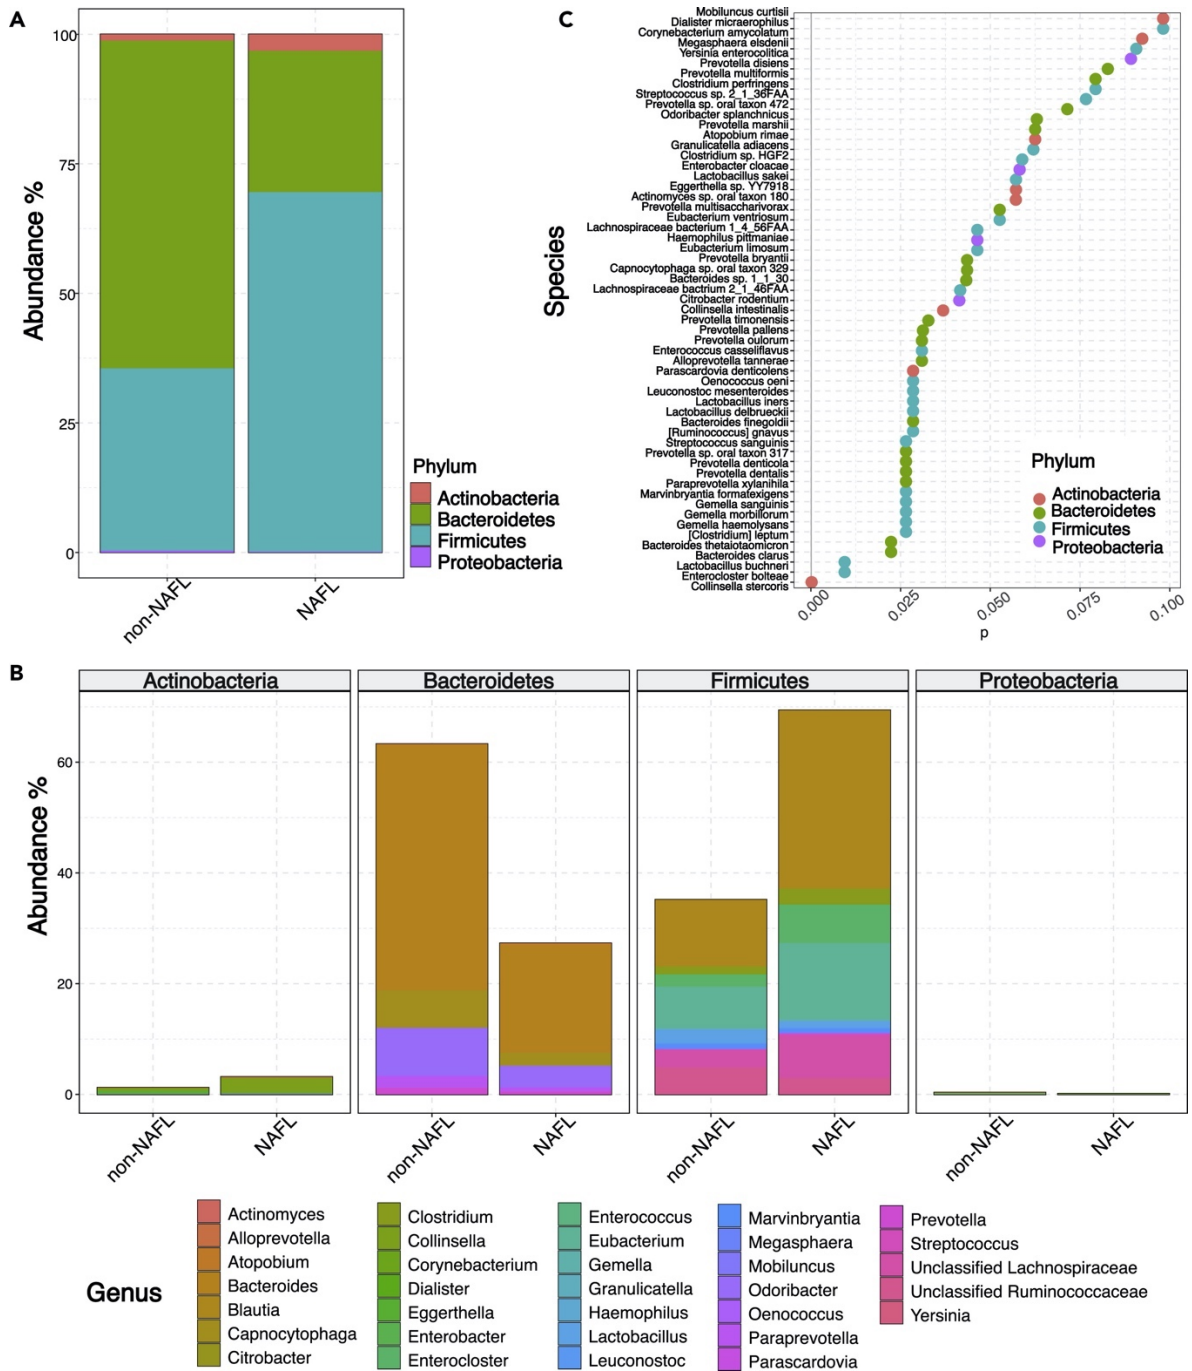 A
100
75
50
25
0
Abundance %
non-NAFL
NAFL
Phylum
Actinobacteria
Bacteroidetes
Firmicutes
Proteobacteria
C
Species
Mobiluncus curtisii
Dialister micraerophilus
Corynebacterium amycolatum
Megasphaera elsdenii
Yersinia enterocolitica
Prevotella disiens
Prevotella multiformis
Clostridium perfringens
Streptococcus sp. 2_1_36FAA
Prevotella sp. oral taxon 472
Odoribacter splanchnicus
Prevotella marshii
Atopobium rimae
Granulicatella adiacens
Clostridium sp. HGF2
Enterobacter cloacae
Lactobacillus sakei
Eggerthella sp. YY7918
Actinomyces sp. oral taxon 180
Prevotella multisaccharivorax
Eubacterium ventriosum
Lachnospiraceae bacterium 1_4_56FAA
Haemophilus pittmaniae
Eubacterium limosum
Prevotella bryantii
Capnocytophaga sp. oral taxon 329
Bacteroides sp. 1_1_30
Lachnospiraceae bactrium 2_1_46FAA
Citrobacter rodentium
Collinsella intestinalis
Prevotella timonensis
Prevotella pallens
Prevotella oulorum
Enterococcus casseliflavus
Alloprevotella tannerae
Parascardovia denticolens
Oenococcus oeni
Leuconostoc mesenteroides
Lactobacillus iners
Lactobacillus delbrueckii
Bacteroides finegoldii
[Ruminococcus] gnavus
Streptococcus sanguinis
Prevotella sp. oral taxon 317
Prevotella denticola
Prevotella dentalis
Paraprevotella xylanihila
Marvinbryantia formatexigens
Gemella sanguinis
Gemella morbillorum
Gemella haemolysans
[Clostridium] leptum
Bacteroides thetaiotaomicron
Bacteroides clarus
Lactobacillus buchneri
Enterocloster bolteae
Collinsella stercoris
0.000
0.025
0.050
0.075
0.100
p
Phylum
Actinobacteria
Bacteroidetes
Firmicutes
Proteobacteria
B
Actinobacteria
Bacteroidetes
Firmicutes
Proteobacteria
60
40
20
0
Abundance %
non-NAFL
NAFL
non-NAFL
NAFL
non-NAFL
NAFL
non-NAFL
NAFL
Genus
Actinomyces
Alloprevotella
Atopobium
Bacteroides
Blautia
Capnocytophaga
Citrobacter
Clostridium
Collinsella
Corynebacterium
Dialister
Eggerthella
Enterobacter
Enterocloster
Enterococcus
Eubacterium
Gemella
Granulicatella
Haemophilus
Lactobacillus
Leuconostoc
Marvinbryantia
Megasphaera
Mobiluncus
Odoribacter
Oenococcus
Paraprevotella
Parascardovia
Prevotella
Streptococcus
Unclassified Lachnospiraceae
Unclassified Ruminococcaceae
Yersinia